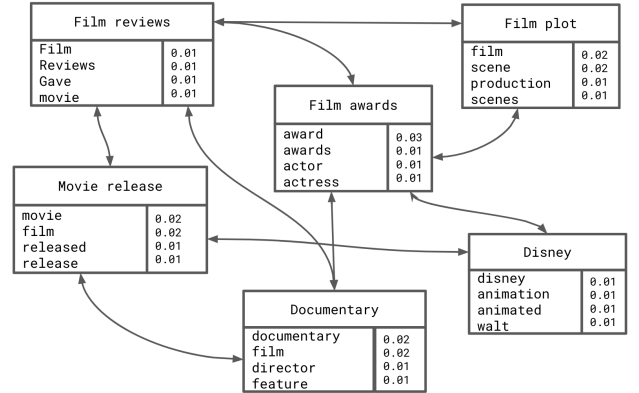 Film reviews
Film 0.01
Reviews 0.01
Gave 0.01
movie 0.01
Film plot
film 0.02
scene 0.02
production 0.01
scenes 0.01
Film awards
award 0.03
awards 0.01
actor 0.01
actress 0.01
Movie release
movie 0.02
film 0.02
released 0.01
release 0.01
Disney
disney 0.01
animation 0.01
animated 0.01
walt 0.01
Documentary
documentary 0.02
film 0.02
director 0.01
feature 0.01